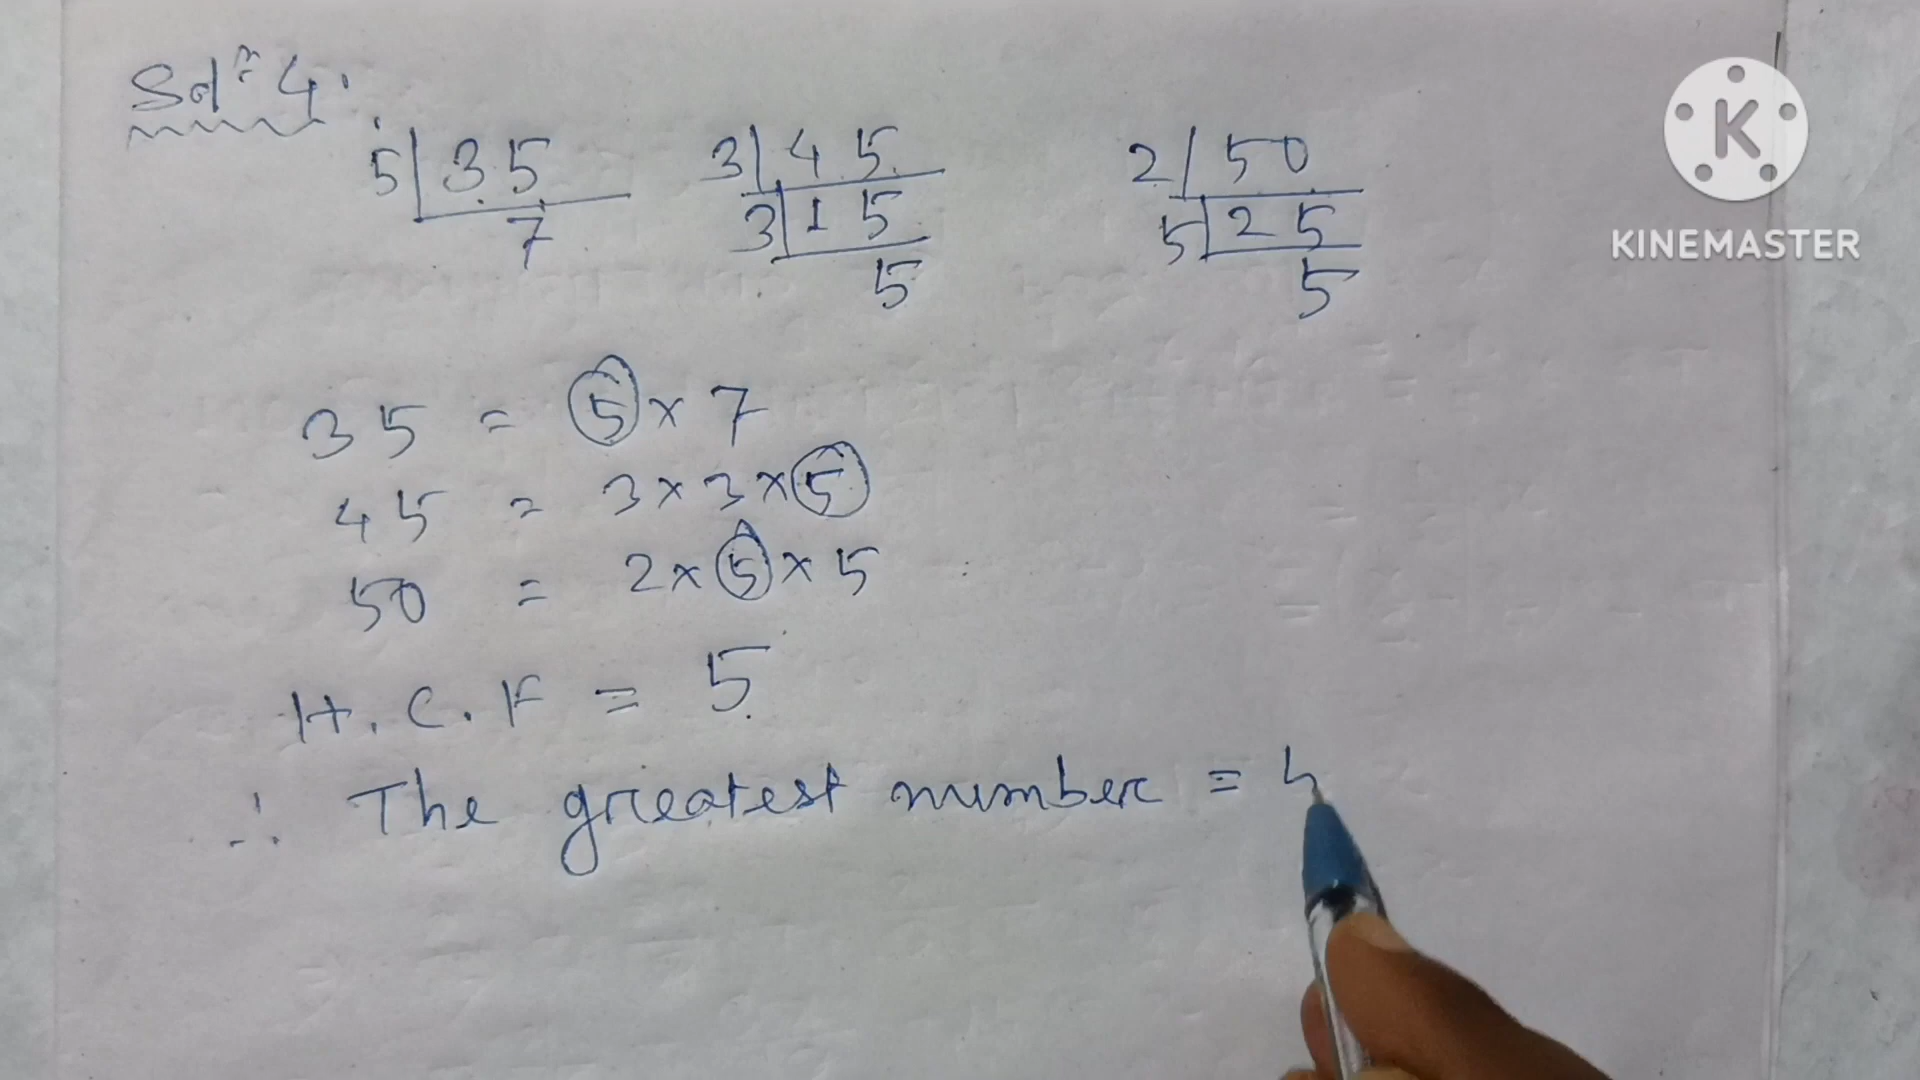 Solⁿ 4.
5 35 3 45 2 50
7 3 15 5 25
5 5
35 = 5 × 7
45 = 3 × 3 × 5
50 = 2 × 5 × 5
H.C.F = 5
∴ The greatest number =
K
KINEMASTER